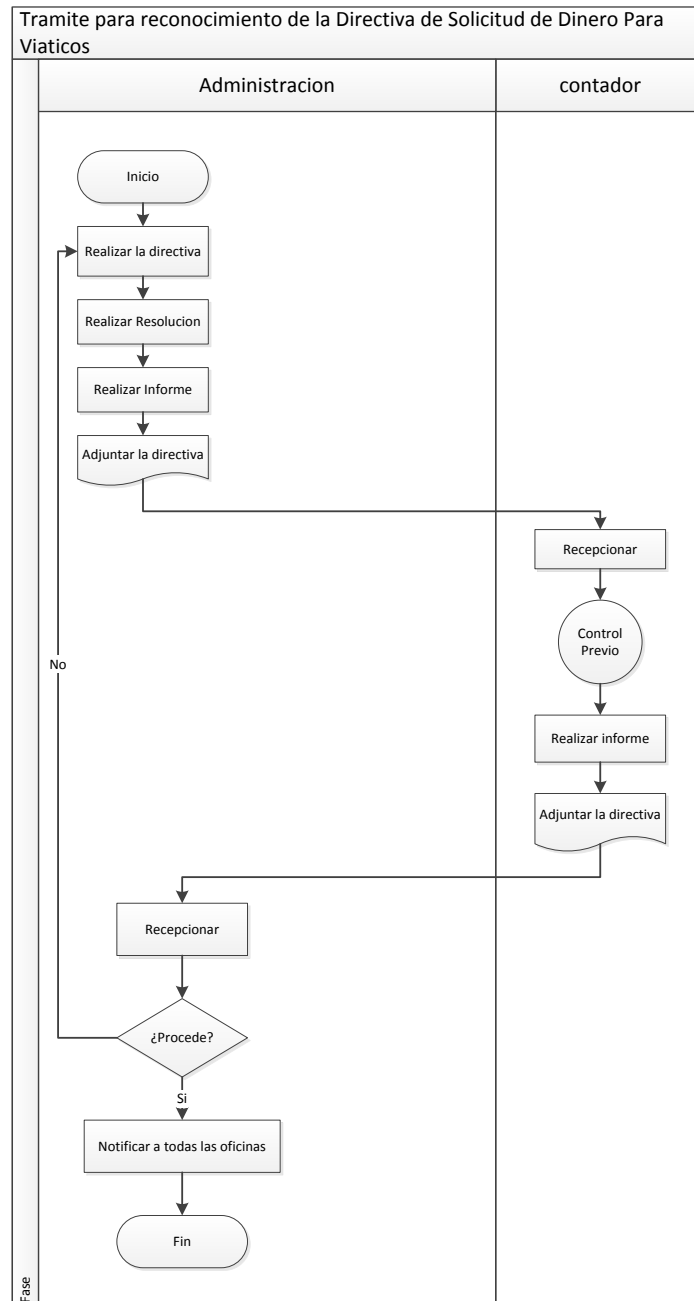 Tramite para reconocimiento de la Directiva de Solicitud de Dinero Para
Viaticos
Administracion
contador
Inicio
Realizar la directiva
Realizar Resolucion
Realizar Informe
Adjuntar la directiva
Recepcionar
Control
Previo
No
Realizar informe
Adjuntar la directiva
Recepcionar
¿Procede?
Si
Notificar a todas las oficinas
Fin
Fase